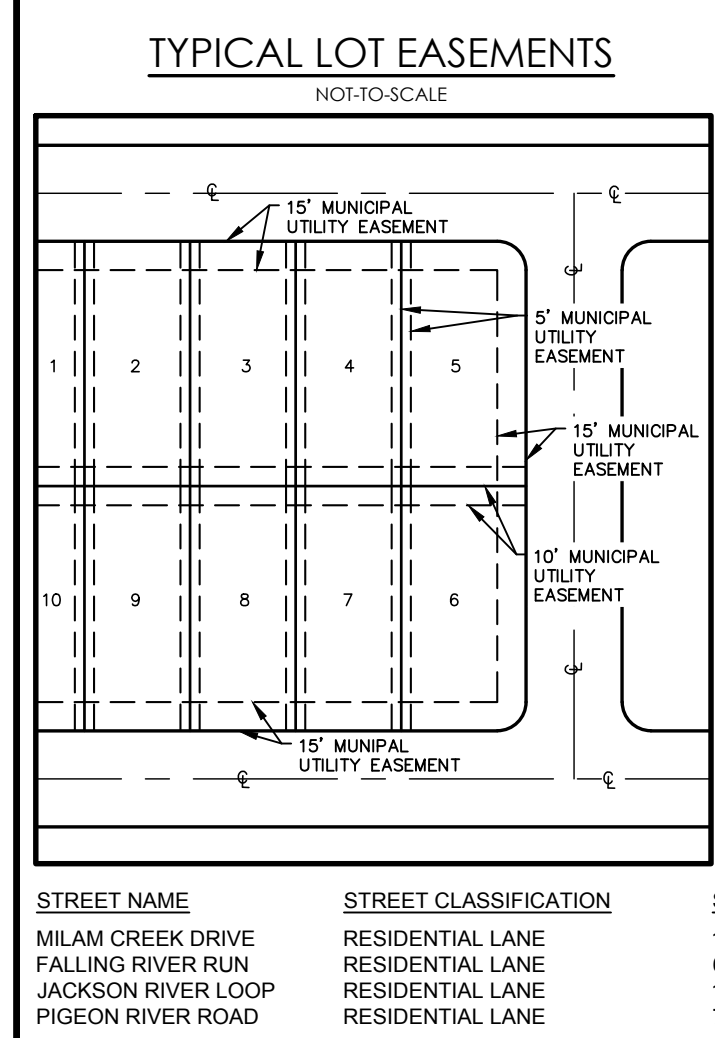 TYPICAL LOT EASEMENTS
NOT-TO-SCALE
℄
℄
15' MUNICIPAL
UTILITY EASEMENT
℄
5' MUNICIPAL
UTILITY
EASEMENT
1
2
3
4
5
15' MUNICIPAL
UTILITY
EASEMENT
10' MUNICIPAL
UTILITY
EASEMENT
10
9
8
7
6
℄
15' MUNIPAL
UTILITY EASEMENT
℄
℄
STREET NAME STREET CLASSIFICATION
MILAM CREEK DRIVE RESIDENTIAL LANE
FALLING RIVER RUN RESIDENTIAL LANE
JACKSON RIVER LOOP RESIDENTIAL LANE
PIGEON RIVER ROAD RESIDENTIAL LANE